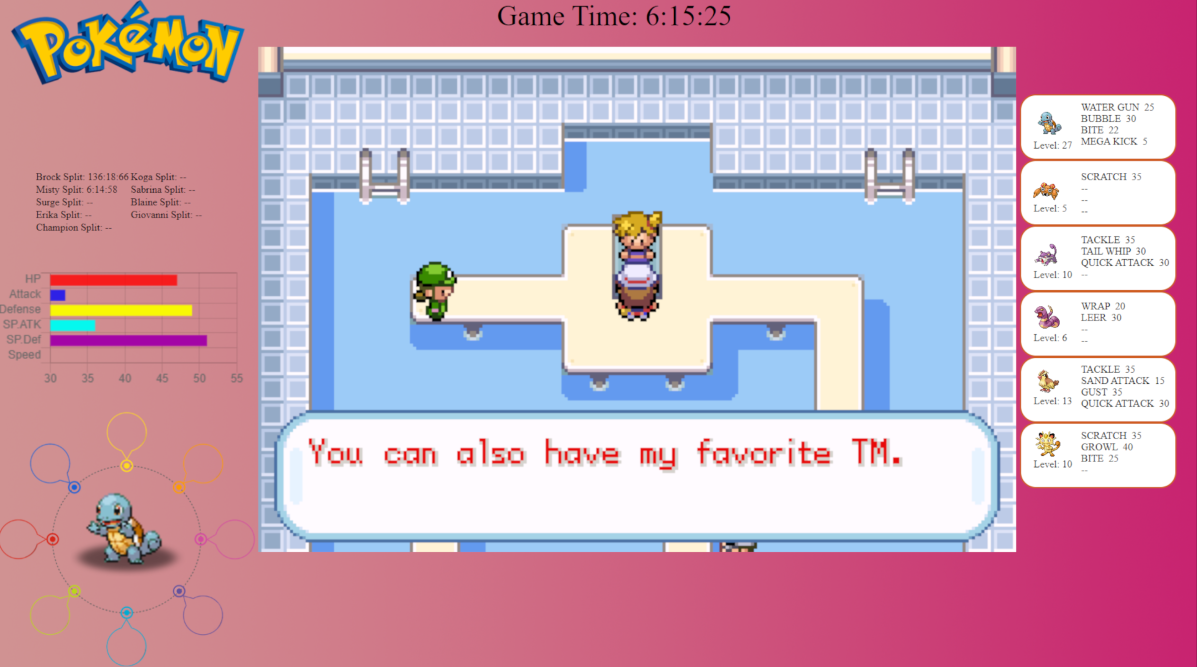 POKÉMON
Game Time: 6:15:25
Brock Split: 136:18:66 Koga Split: --
Misty Split: 6:14:58 Sabrina Split: --
Surge Split: -- Blaine Split: --
Erika Split: -- Giovanni Split: --
Champion Split: --
HP
Attack
Defense
SP.ATK
SP.Def
Speed
30 35 40 45 50 55
You can also have my favorite TM.
WATER GUN 25
BUBBLE 30
BITE 22
MEGA KICK 5
Level: 27
SCRATCH 35
--
--
--
Level: 5
TACKLE 35
TAIL WHIP 30
QUICK ATTACK 30
--
Level: 10
WRAP 20
LEER 30
--
--
Level: 6
TACKLE 35
SAND ATTACK 15
GUST 35
QUICK ATTACK 30
Level: 13
SCRATCH 35
GROWL 40
BITE 25
--
Level: 10